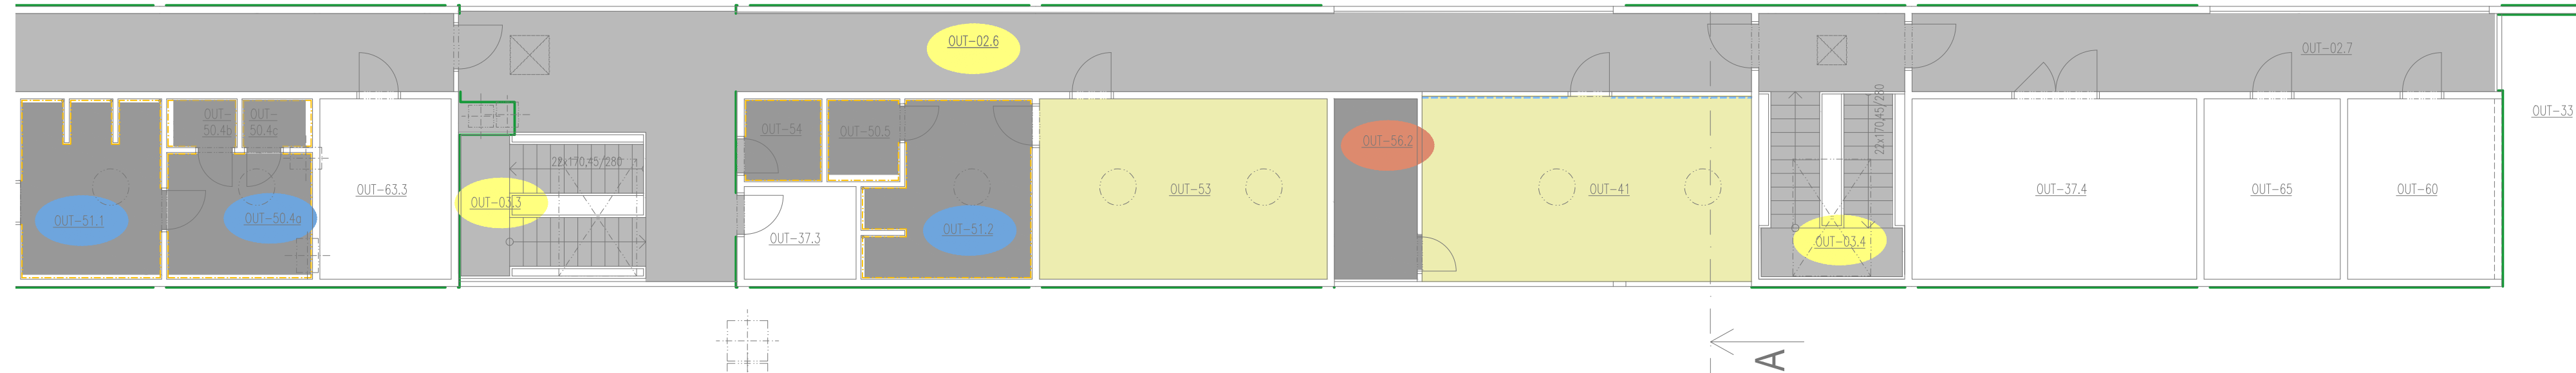 OUT-02.6
OUT-02.7
OUT-33
OUT-
50.4b
OUT-
50.4c
OUT-54
OUT-50.5
OUT-56.2
22x170,45/280
22x170,45/280
OUT-63.3
OUT-03.3
OUT-53
OUT-41
OUT-37.4
OUT-65
OUT-60
OUT-51.1
OUT-50.4a
OUT-37.3
OUT-51.2
OUT-03.4
A